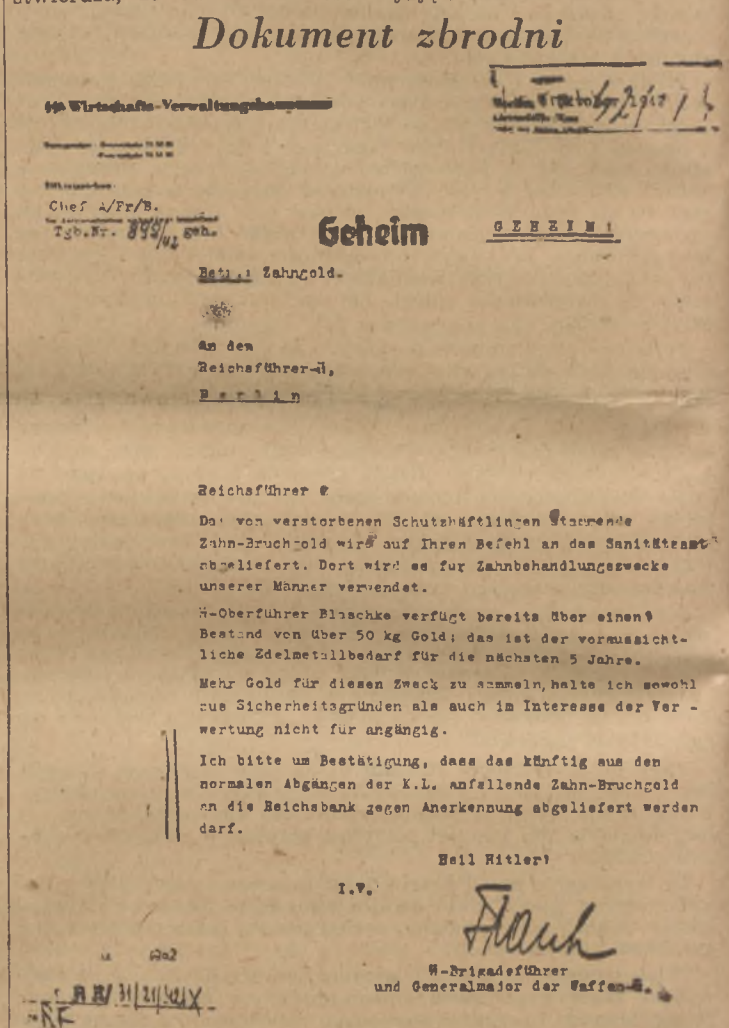 Dokument zbrodni
Wirtschafts-Verwaltungshauptamt
Chef A/Fr/B.
Tgb.Nr. 899/42 geh.
Geheim
GEHEIM!
Betr.: Zahngold.
An den
Reichsführer-SS,
Berlin
Reichsführer
Das von verstorbenen Schutzhäftlingen stammende
Zahn-Bruchgold wird auf Ihren Befehl an das Sanitätsamt
abgeliefert. Dort wird es für Zahnbehandlungszwecke
unserer Männer verwendet.
SS-Oberführer Blaschke verfügt bereits über einen
Bestand von über 50 kg Gold; das ist der voraussicht-
liche Edelmetallbedarf für die nächsten 5 Jahre.
Mehr Gold für diesen Zweck zu sammeln, halte ich sowohl
aus Sicherheitsgründen als auch im Interesse der Ver -
wertung nicht für angängig.
Ich bitte um Bestätigung, dass das künftig aus den
normalen Abgängen der K.L. anfallende Zahn-Bruchgold
an die Reichsbank gegen Anerkennung abgeliefert werden
darf.
Heil Hitler!
I.V.
Frank
SS-Brigadeführer
und Generalmajor der Waffen-SS.